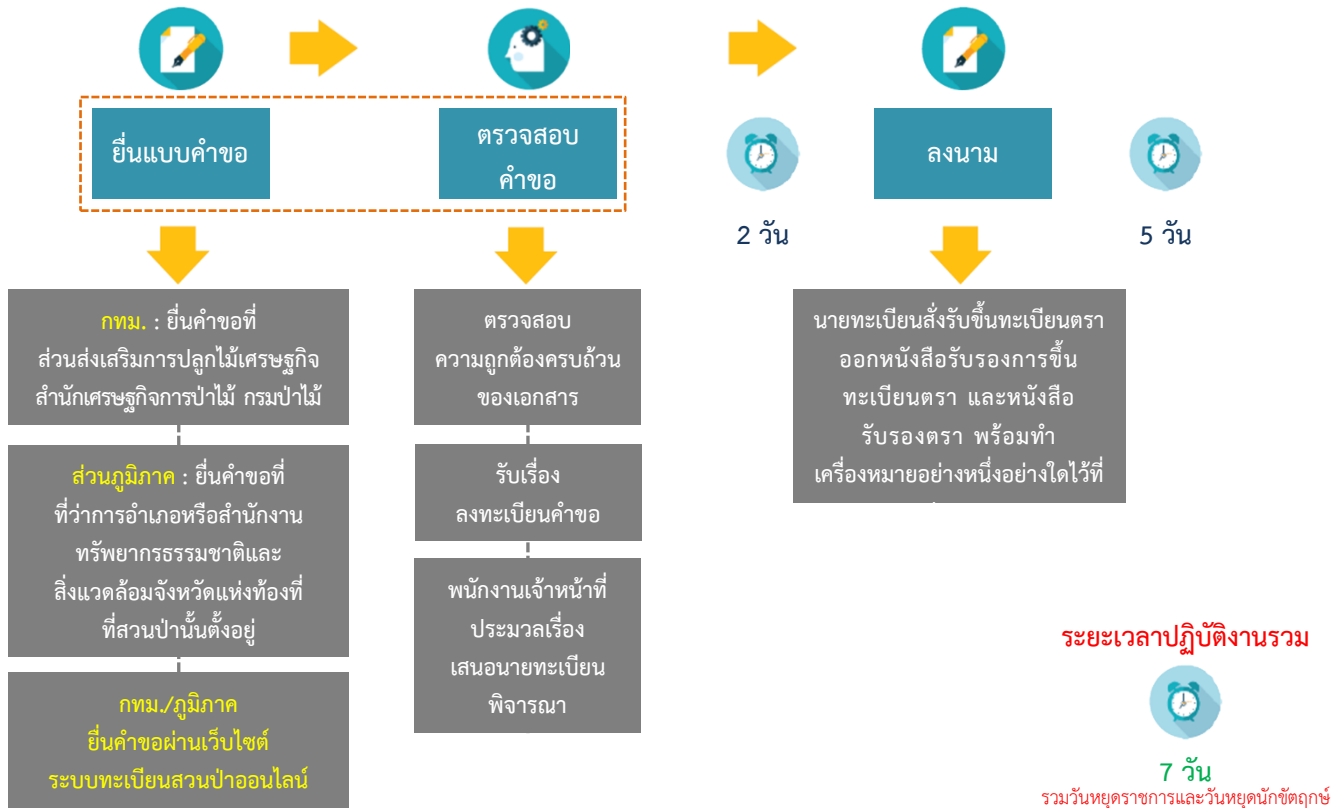 ยื่นแบบคำขอ
ตรวจสอบ
คำขอ
2 วัน
ลงนาม
5 วัน
กทม. : ยื่นคำขอที่
ส่วนส่งเสริมการปลูกไม้เศรษฐกิจ
สำนักเศรษฐกิจการป่าไม้ กรมป่าไม้
ส่วนภูมิภาค : ยื่นคำขอที่
ที่ว่าการอำเภอหรือสำนักงาน
ทรัพยากรธรรมชาติและ
สิ่งแวดล้อมจังหวัดแห่งท้องที่
ที่สวนป่านั้นตั้งอยู่
กทม./ภูมิภาค
ยื่นคำขอผ่านเว็บไซต์
ระบบทะเบียนสวนป่าออนไลน์
ตรวจสอบ
ความถูกต้องครบถ้วน
ของเอกสาร
รับเรื่อง
ลงทะเบียนคำขอ
พนักงานเจ้าหน้าที่
ประมวลเรื่อง
เสนอนายทะเบียน
พิจารณา
นายทะเบียนสั่งรับขึ้นทะเบียนตรา
ออกหนังสือรับรองการขึ้น
ทะเบียนตรา และหนังสือ
รับรองตรา พร้อมทำ
เครื่องหมายอย่างหนึ่งอย่างใดไว้ที่
ระยะเวลาปฏิบัติงานรวม
7 วัน
รวมวันหยุดราชการและวันหยุดนักขัตฤกษ์